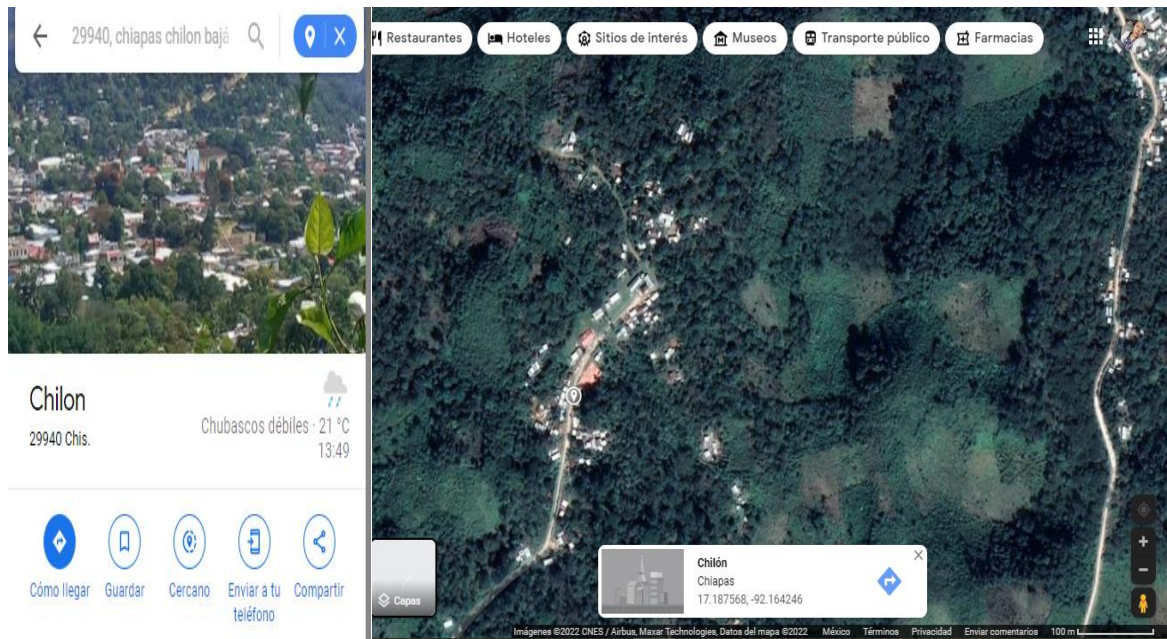 29940, chiapas chilon bajá
Chilon
29940 Chis.
Chubascos débiles · 21 °C
13:49
Cómo llegar
Guardar
Cercano
Enviar a tu
teléfono
Compartir
Restaurantes
Hoteles
Sitios de interés
Museos
Transporte público
Farmacias
Capas
Chilón
Chiapas
17.187568, -92.164246
Imágenes ©2022 CNES / Airbus, Maxar Technologies, Datos del mapa ©2022 México Términos Privacidad Enviar comentarios 100 m